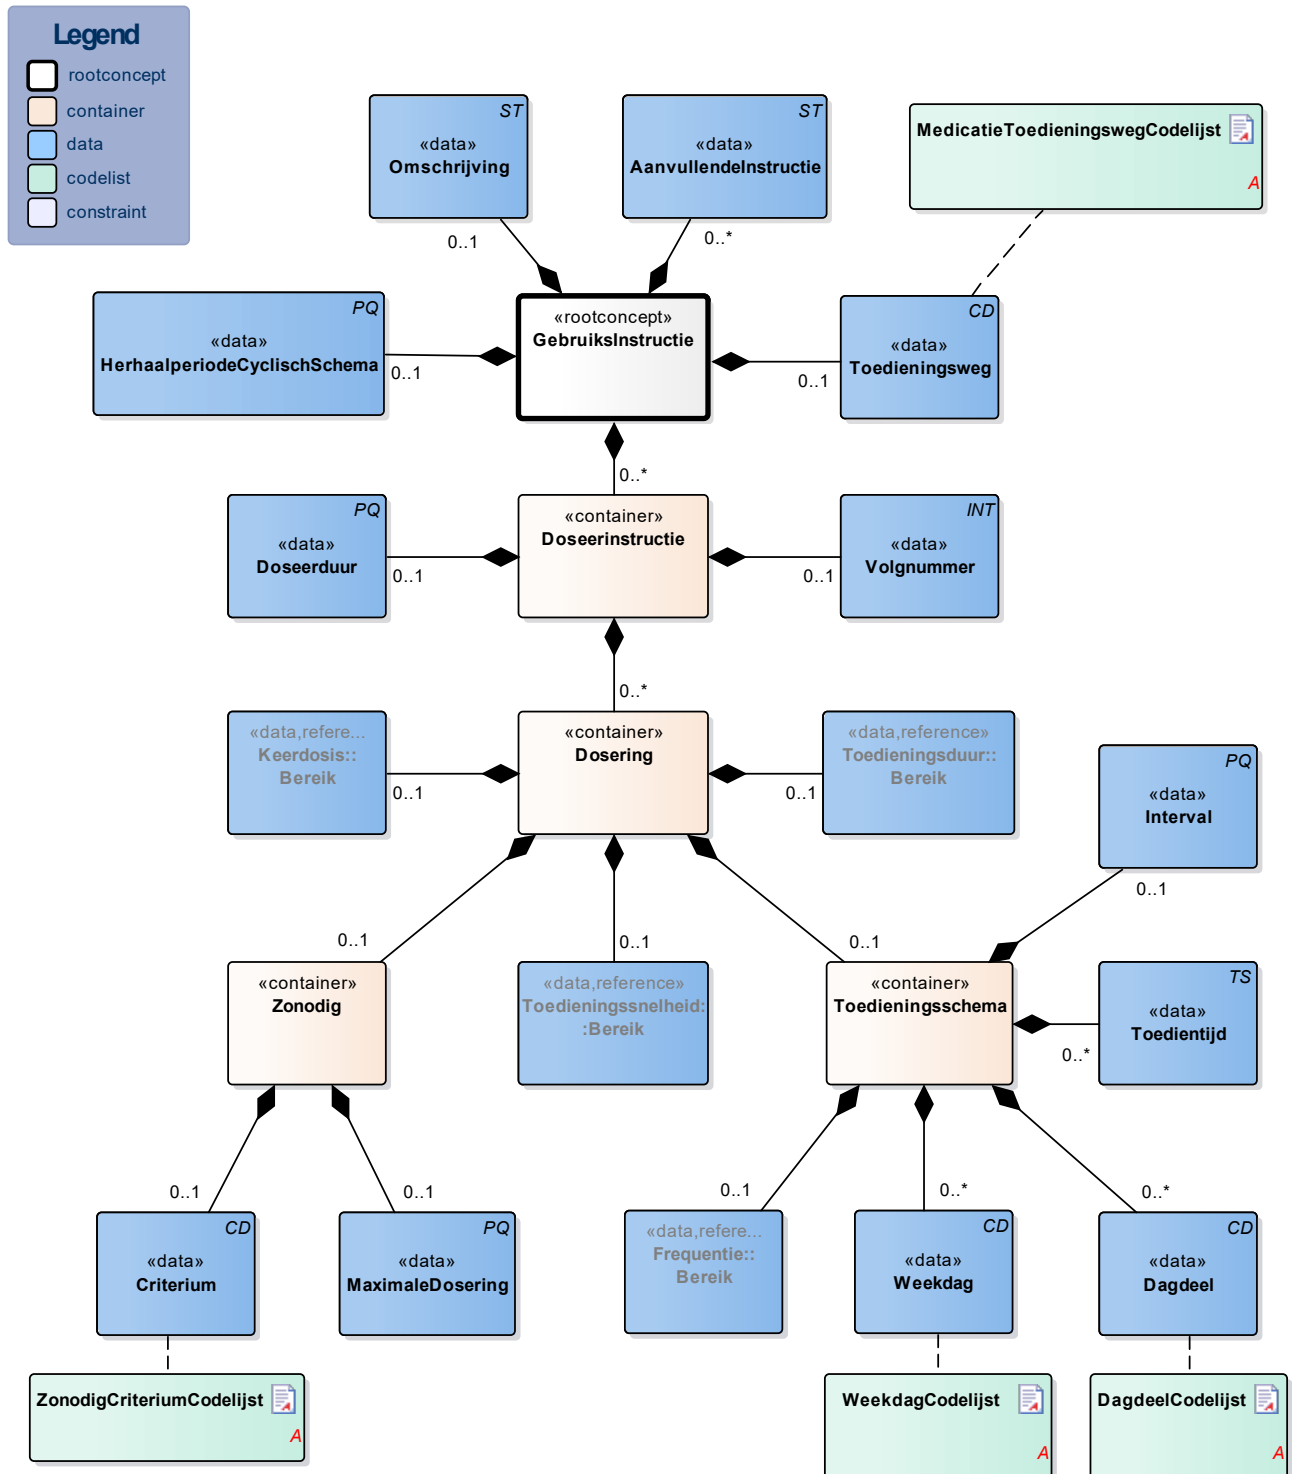 Legend
rootconcept
container
data
codelist
constraint
ST
«data»
Omschrijving
0..1
ST
«data»
AanvullendeInstructie
0..*
MedicatieToedieningswegCodelijst
A
PQ
«data»
HerhaalperiodeCyclischSchema
0..1
«rootconcept»
GebruiksInstructie
CD
«data»
Toedieningsweg
0..1
0..*
PQ
«data»
Doseerduur
0..1
«container»
Doseerinstructie
INT
«data»
Volgnummer
0..1
0..*
«data,refere...
Keerdosis::
Bereik
0..1
«container»
Dosering
«data,reference»
Toedieningsduur::
Bereik
0..1
PQ
«data»
Interval
0..1
0..1
0..1
0..1
«container»
Zonodig
«data,reference»
Toedieningssnelheid:
:Bereik
«container»
Toedieningsschema
TS
«data»
Toedientijd
0..*
0..1
0..1
0..1
0..*
0..*
CD
«data»
Criterium
PQ
«data»
MaximaleDosering
«data,refere...
Frequentie::
Bereik
CD
«data»
Weekdag
CD
«data»
Dagdeel
ZonodigCriteriumCodelijst
A
WeekdagCodelijst
A
DagdeelCodelijst
A